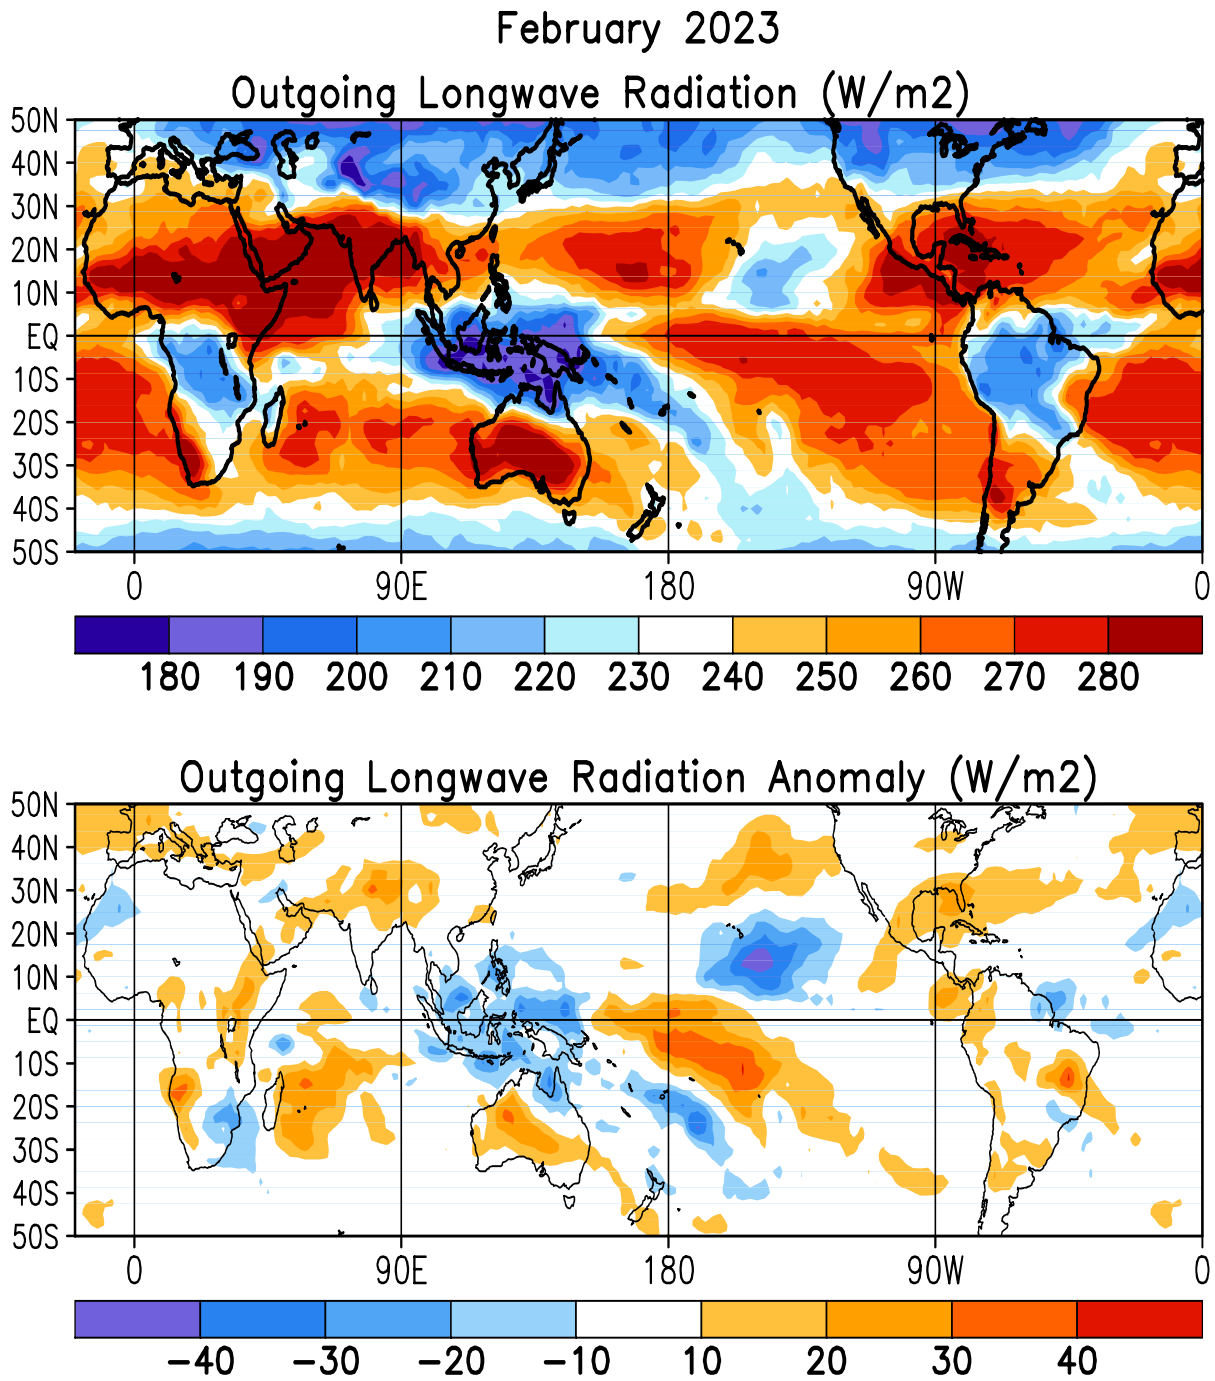 February 2023
Outgoing Longwave Radiation (W/m2)
50N
40N
30N
20N
10N
EQ
10S
20S
30S
40S
50S
0 90E 180 90W 0
180 190 200 210 220 230 240 250 260 270 280
Outgoing Longwave Radiation Anomaly (W/m2)
50N
40N
30N
20N
10N
EQ
10S
20S
30S
40S
50S
0 90E 180 90W 0
-40 -30 -20 -10 10 20 30 40